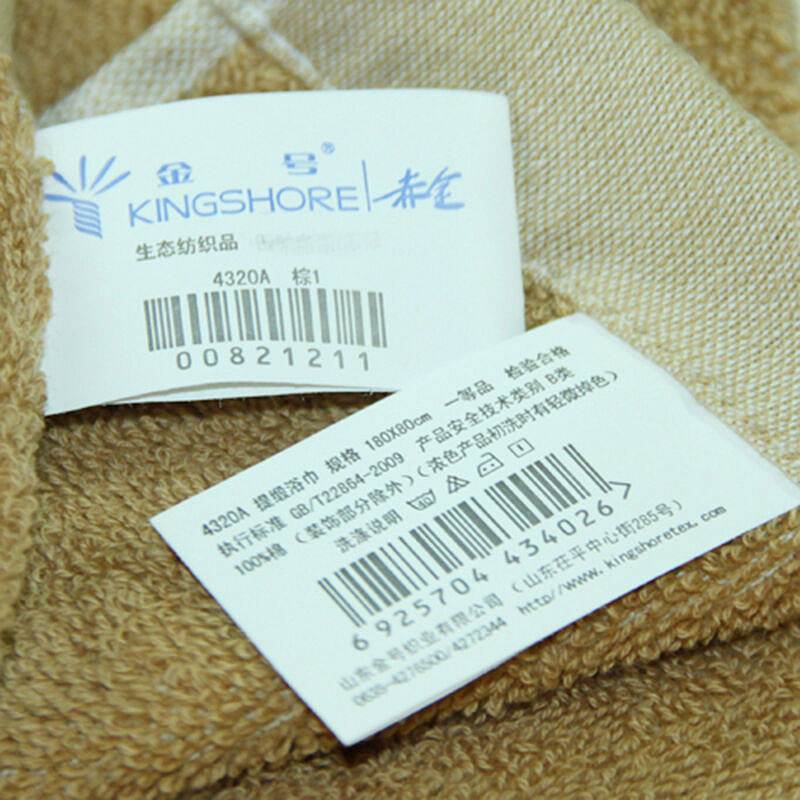 金号®
KINGSHORE 赤金
生态纺织品
4320A 棕1
00821211
4320A 提缎浴巾 规格 180X80cm 一等品 检验合格
执行标准 GB/T22864-2009 产品安全技术类别 B类
100%棉 (装饰部分除外)(浓色产品初洗时有轻微掉色)
洗涤说明
6925704 434026
山东金号织业有限公司 (山东茌平中心街285号)
0635-4276500/4272344 http//www.kingshoretex.com